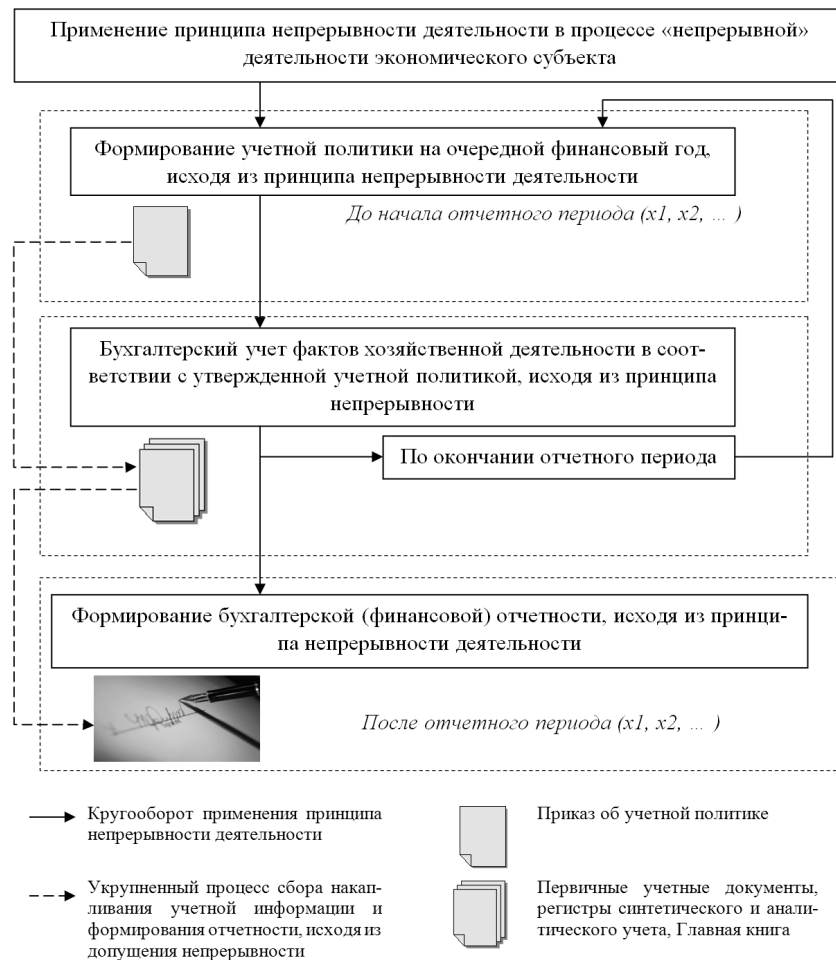 Применение принципа непрерывности деятельности в процессе «непрерывной»
деятельности экономического субъекта
Формирование учетной политики на очередной финансовый год,
исходя из принципа непрерывности деятельности
До начала отчетного периода (x1, x2, ... )
Бухгалтерский учет фактов хозяйственной деятельности в соот-
ветствии с утвержденной учетной политикой, исходя из принципа
непрерывности
По окончании отчетного периода
Формирование бухгалтерской (финансовой) отчетности, исходя из принци-
па непрерывности деятельности
После отчетного периода (x1, x2, ... )
Кругооборот применения принципа
непрерывности деятельности
Приказ об учетной политике
Укрупненный процесс сбора накап-
ливания учетной информации и
формирования отчетности, исходя из
допущения непрерывности
Первичные учетные документы,
регистры синтетического и анали-
тического учета, Главная книга